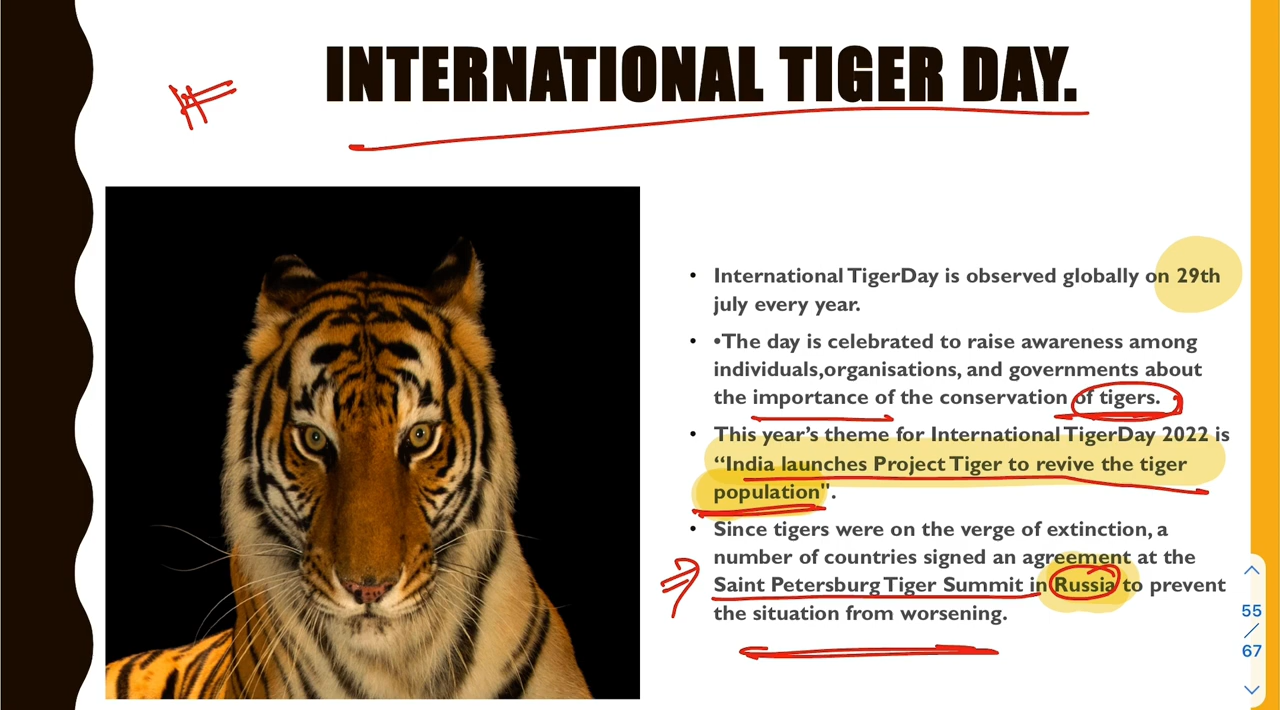 INTERNATIONAL TIGER DAY.
• International TigerDay is observed globally on 29th
july every year.
• •The day is celebrated to raise awareness among
individuals,organisations, and governments about
the importance of the conservation of tigers.
• This year’s theme for International TigerDay 2022 is
“India launches Project Tiger to revive the tiger
population".
• Since tigers were on the verge of extinction, a
number of countries signed an agreement at the
Saint Petersburg Tiger Summit in Russia to prevent
the situation from worsening.
55
/
67